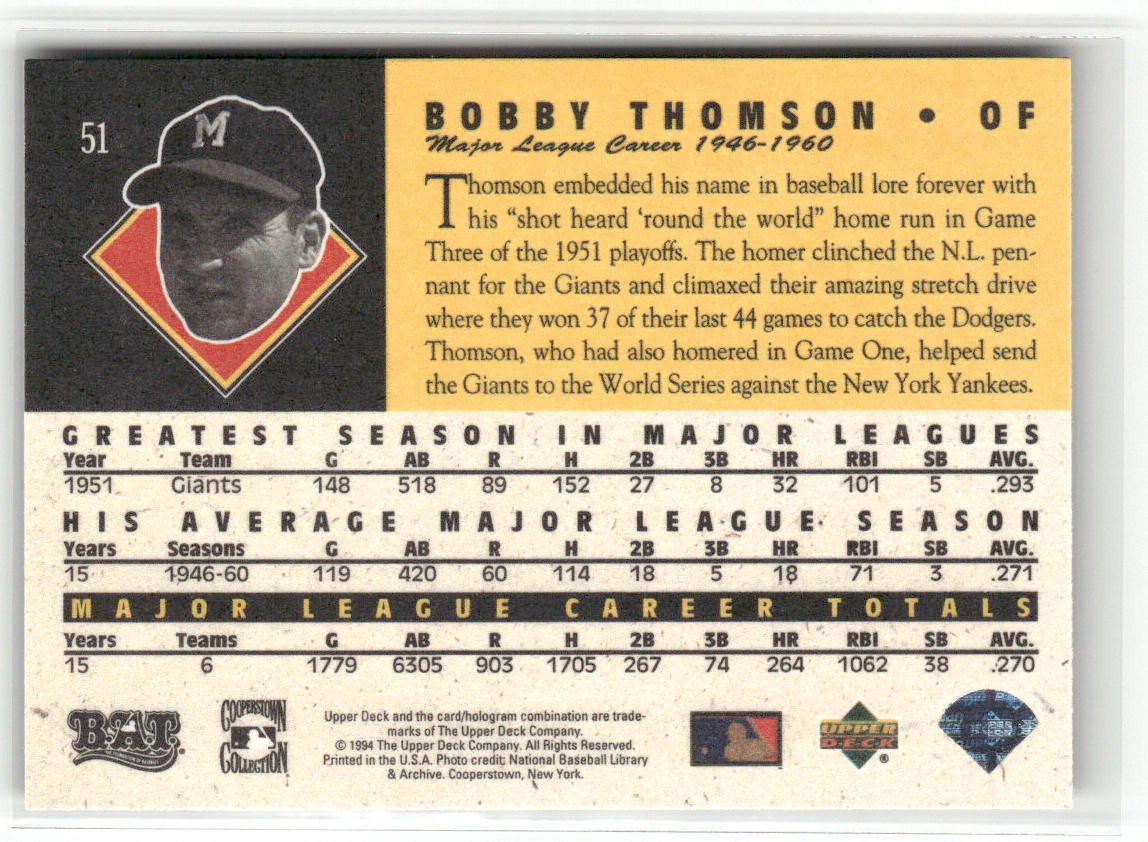 51
M
BOBBY THOMSON • OF
Major League Career 1946-1960
Thomson embedded his name in baseball lore forever with
his "shot heard 'round the world" home run in Game
Three of the 1951 playoffs. The homer clinched the N.L. pen-
nant for the Giants and climaxed their amazing stretch drive
where they won 37 of their last 44 games to catch the Dodgers.
Thomson, who had also homered in Game One, helped send
the Giants to the World Series against the New York Yankees.
GREATEST SEASON IN MAJOR LEAGUES
Year Team G AB R H 2B 3B HR RBI SB AVG.
1951 Giants 148 518 89 152 27 8 32 101 5 .293
HIS AVERAGE MAJOR LEAGUE SEASON
Years Seasons G AB R H 2B 3B HR RBI SB AVG.
15 1946-60 119 420 60 114 18 5 18 71 3 .271
MAJOR LEAGUE CAREER TOTALS
Years Teams G AB R H 2B 3B HR RBI SB AVG.
15 6 1779 6305 903 1705 267 74 264 1062 38 .270
B.A.T.
COOPERSTOWN
COLLECTION
Upper Deck and the card/hologram combination are trade-
marks of The Upper Deck Company.
© 1994 The Upper Deck Company. All Rights Reserved.
Printed in the U.S.A. Photo credit: National Baseball Library
& Archive. Cooperstown, New York.
UPPER
DECK
®